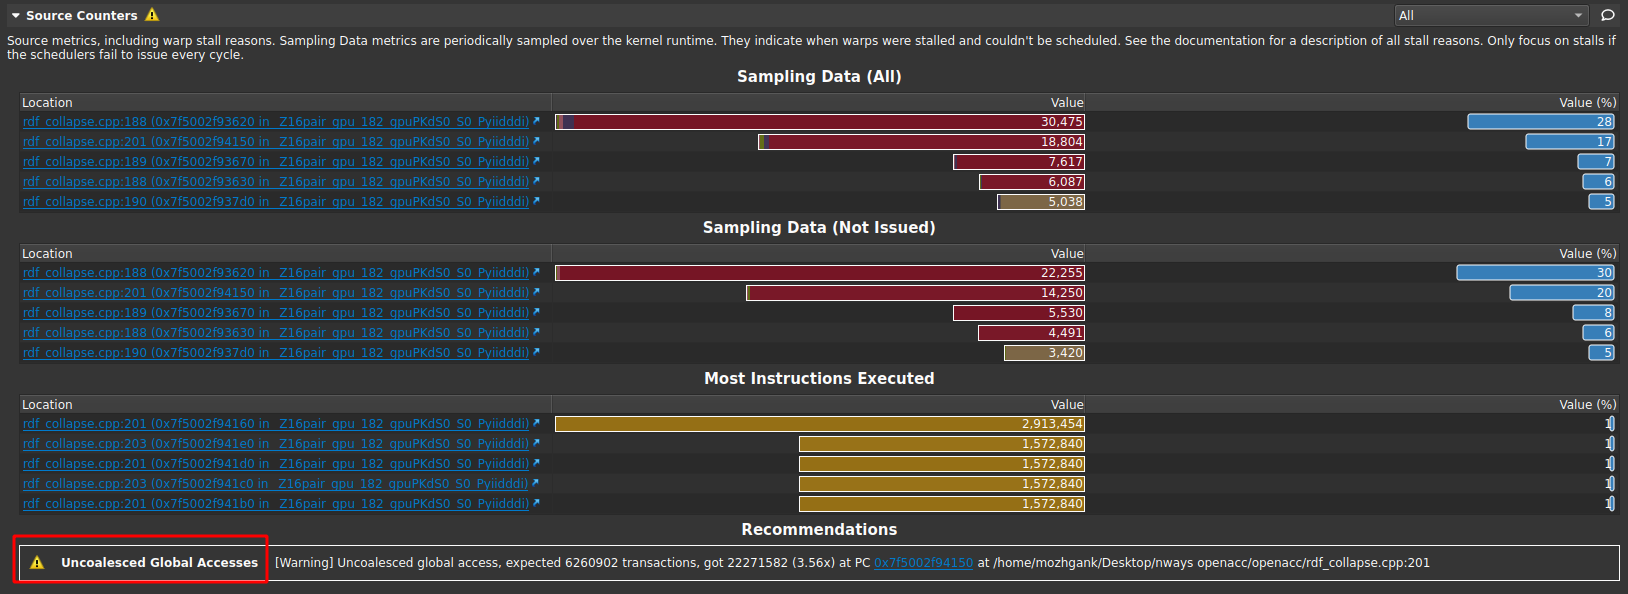 Source Counters
All
Source metrics, including warp stall reasons. Sampling Data metrics are periodically sampled over the kernel runtime. They indicate when warps were stalled and couldn't be scheduled. See the documentation for a description of all stall reasons. Only focus on stalls if
the schedulers fail to issue every cycle.
Sampling Data (All)
Location Value Value (%)
rdf_collapse.cpp:188 (0x7f5002f93620 in _Z16pair_gpu_182_gpuPKdS0_S0_Pyiidddi) 30,475 28
rdf_collapse.cpp:201 (0x7f5002f94150 in _Z16pair_gpu_182_gpuPKdS0_S0_Pyiidddi) 18,804 17
rdf_collapse.cpp:189 (0x7f5002f93670 in _Z16pair_gpu_182_gpuPKdS0_S0_Pyiidddi) 7,617 7
rdf_collapse.cpp:188 (0x7f5002f93630 in _Z16pair_gpu_182_gpuPKdS0_S0_Pyiidddi) 6,087 6
rdf_collapse.cpp:190 (0x7f5002f937d0 in _Z16pair_gpu_182_gpuPKdS0_S0_Pyiidddi) 5,038 5
Sampling Data (Not Issued)
Location Value Value (%)
rdf_collapse.cpp:188 (0x7f5002f93620 in _Z16pair_gpu_182_gpuPKdS0_S0_Pyiidddi) 22,255 30
rdf_collapse.cpp:201 (0x7f5002f94150 in _Z16pair_gpu_182_gpuPKdS0_S0_Pyiidddi) 14,250 20
rdf_collapse.cpp:189 (0x7f5002f93670 in _Z16pair_gpu_182_gpuPKdS0_S0_Pyiidddi) 5,530 8
rdf_collapse.cpp:188 (0x7f5002f93630 in _Z16pair_gpu_182_gpuPKdS0_S0_Pyiidddi) 4,491 6
rdf_collapse.cpp:190 (0x7f5002f937d0 in _Z16pair_gpu_182_gpuPKdS0_S0_Pyiidddi) 3,420 5
Most Instructions Executed
Location Value Value (%)
rdf_collapse.cpp:201 (0x7f5002f94160 in _Z16pair_gpu_182_gpuPKdS0_S0_Pyiidddi) 2,913,454 1
rdf_collapse.cpp:203 (0x7f5002f941e0 in _Z16pair_gpu_182_gpuPKdS0_S0_Pyiidddi) 1,572,840 1
rdf_collapse.cpp:201 (0x7f5002f941d0 in _Z16pair_gpu_182_gpuPKdS0_S0_Pyiidddi) 1,572,840 1
rdf_collapse.cpp:203 (0x7f5002f941c0 in _Z16pair_gpu_182_gpuPKdS0_S0_Pyiidddi) 1,572,840 1
rdf_collapse.cpp:201 (0x7f5002f941b0 in _Z16pair_gpu_182_gpuPKdS0_S0_Pyiidddi) 1,572,840 1
Recommendations
Uncoalesced Global Accesses [Warning] Uncoalesced global access, expected 6260902 transactions, got 22271582 (3.56x) at PC 0x7f5002f94150 at /home/mozhgank/Desktop/nways openacc/openacc/rdf_collapse.cpp:201